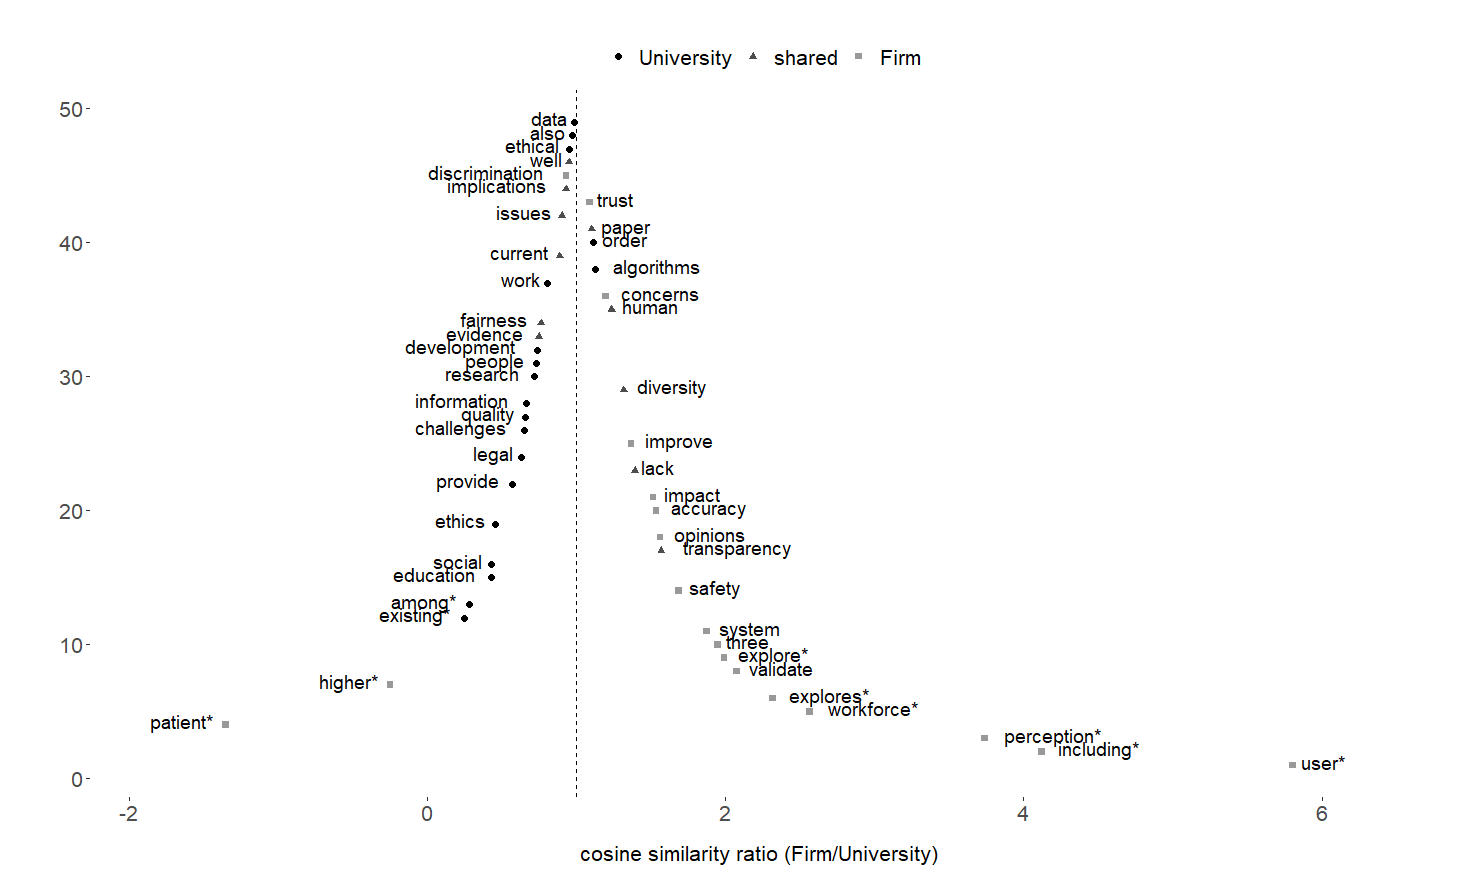 University shared Firm
50
data
also
ethical
well
discrimination
implications
trust
issues
paper
order
40
current
algorithms
work
concerns
human
fairness
evidence
development
people
research
30
diversity
information
quality
challenges
improve
legal
lack
provide
impact
accuracy
20
ethics
opinions
transparency
social
education
safety
among*
existing*
system
three
10
explore*
validate
higher*
explores*
workforce*
patient*
perception*
including*
user*
0
-2 0 2 4 6
cosine similarity ratio (Firm/University)